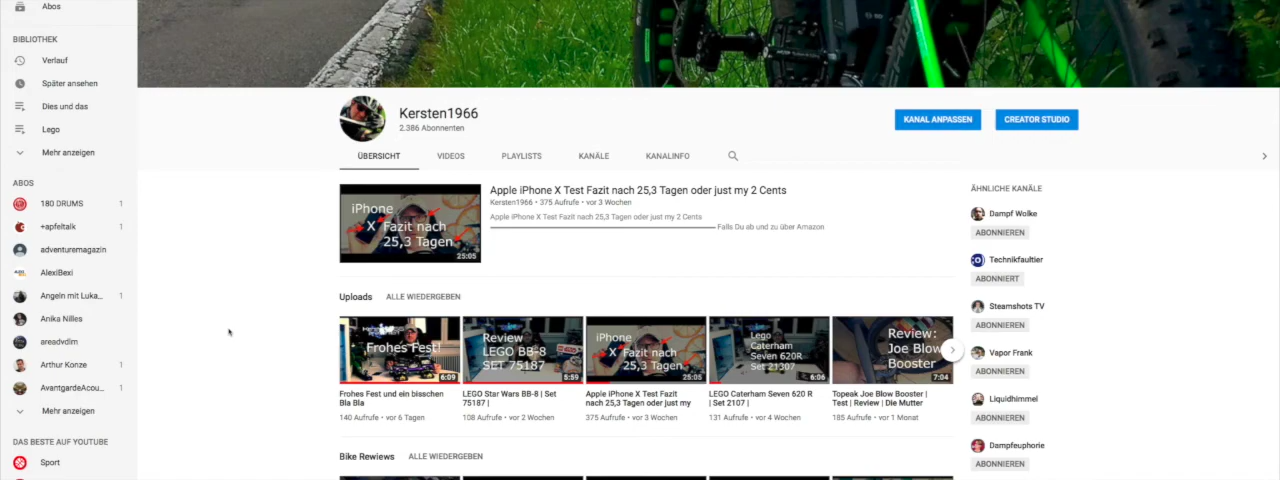 Abos
BIBLIOTHEK
Verlauf
Später ansehen
Dies und das
Lego
Mehr anzeigen
ABOS
180 DRUMS 1
+apfeltalk 1
adventuremagazin
AlexiBexi
Angeln mit Luka... 1
Anika Nilles
areadvdlm
Arthur Konze 1
AvantgardeAcou... 1
Mehr anzeigen
DAS BESTE AUF YOUTUBE
Sport
Kersten1966
2.386 Abonnenten
KANAL ANPASSEN
CREATOR STUDIO
ÜBERSICHT VIDEOS PLAYLISTS KANÄLE KANALINFO
iPhone
X Fazit nach
25,3 Tagen
25:05
Apple iPhone X Test Fazit nach 25,3 Tagen oder just my 2 Cents
Kersten1966 • 375 Aufrufe • vor 3 Wochen
Apple iPhone X Test Fazit nach 25,3 Tagen oder just my 2 Cents
Falls Du ab und zu über Amazon
Uploads ALLE WIEDERGEBEN
Frohes Fest!
6:09
Frohes Fest und ein bisschen
Bla Bla
140 Aufrufe • vor 6 Tagen
Review
LEGO BB-8
SET 75187
5:59
LEGO Star Wars BB-8 | Set
75187 |
108 Aufrufe • vor 2 Wochen
iPhone
X Fazit nach
25,3 Tagen
25:05
Apple iPhone X Test Fazit
nach 25,3 Tagen oder just my
375 Aufrufe • vor 3 Wochen
Lego
Caterham
Seven 620R
Set 21307
6:06
LEGO Caterham Seven 620 R
| Set 2107 |
131 Aufrufe • vor 4 Wochen
Review:
Joe Blow
Booster
7:04
Topeak Joe Blow Booster |
Test | Review | Die Mutter
185 Aufrufe • vor 1 Monat
Bike Rewiews ALLE WIEDERGEBEN
ÄHNLICHE KANÄLE
Dampf Wolke
ABONNIEREN
Technikfaultier
ABONNIERT
Steamshots TV
ABONNIEREN
Vapor Frank
ABONNIEREN
Liquidhimmel
ABONNIEREN
Dampfeuphorie
ABONNIEREN